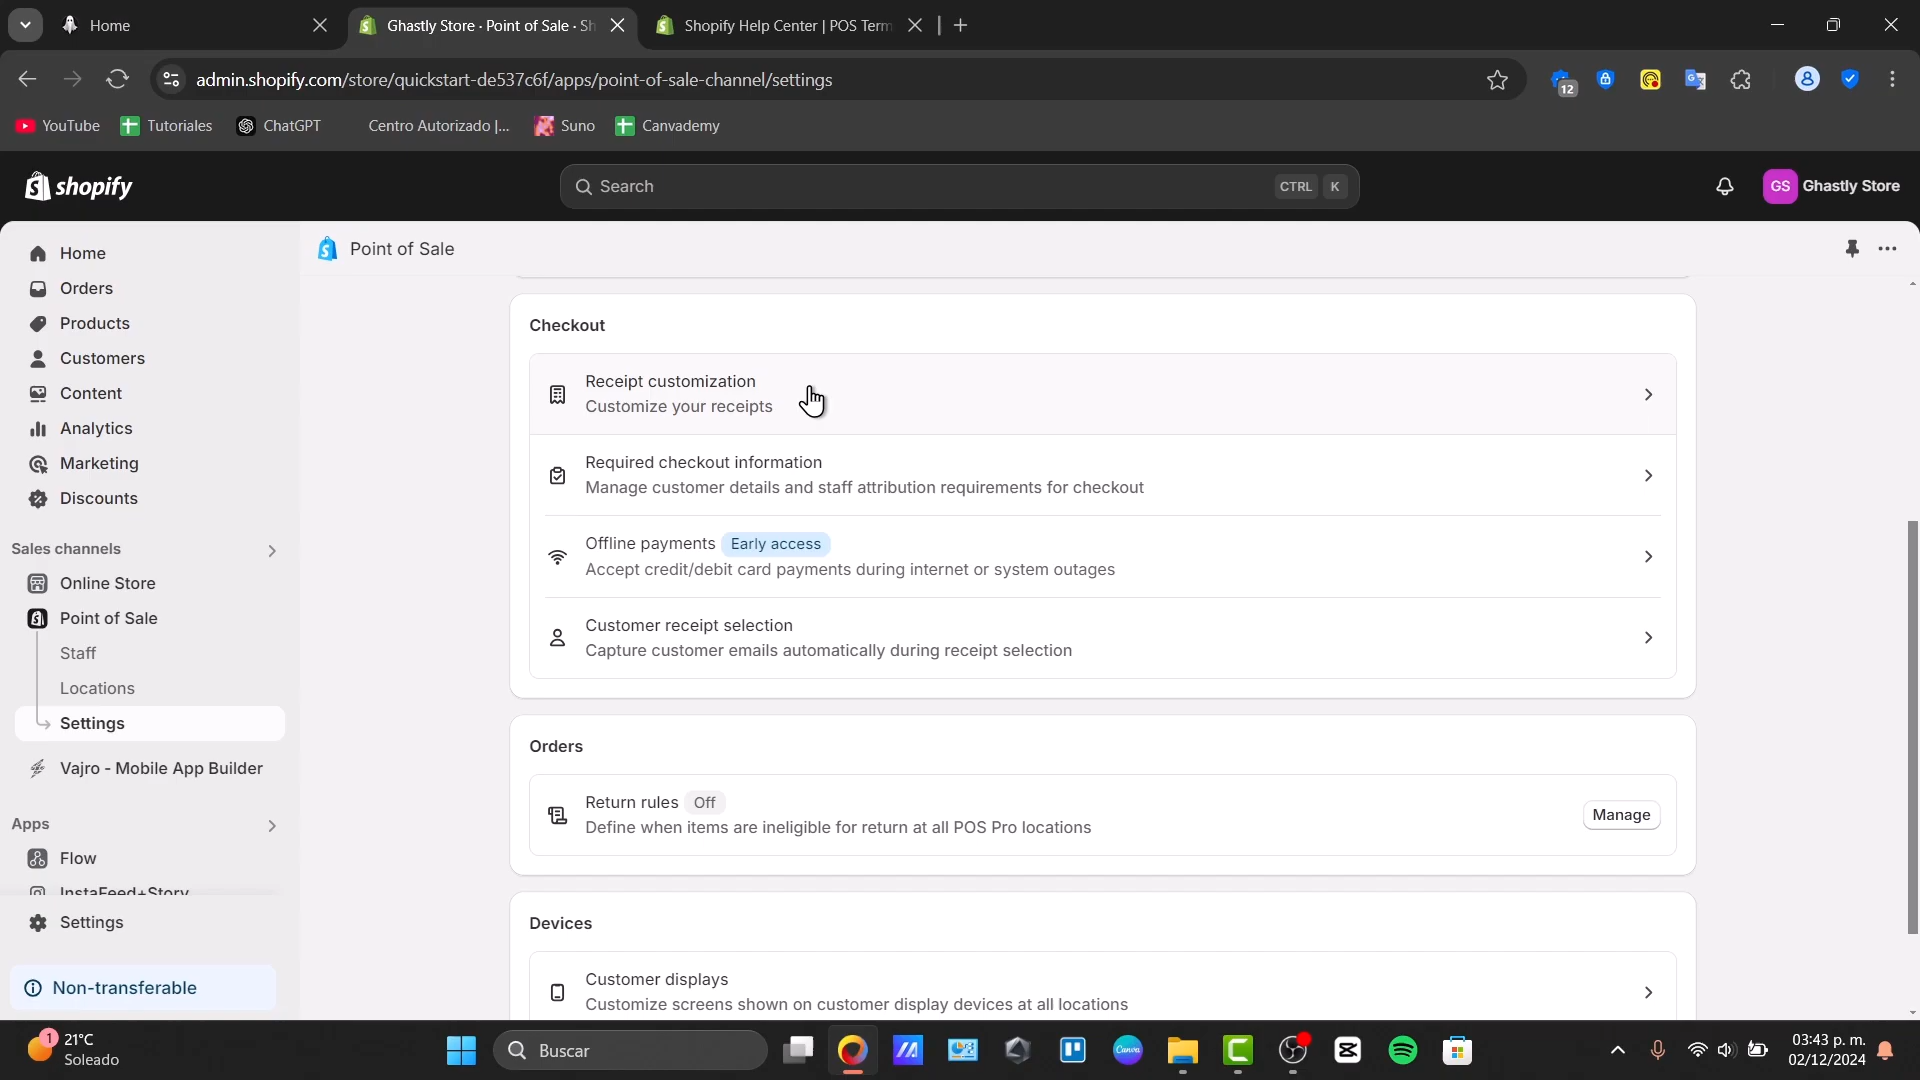 Home
Ghastly Store · Point of Sale · Sh
Shopify Help Center | POS Term
admin.shopify.com/store/quickstart-de537c6f/apps/point-of-sale-channel/settings
12
YouTube
Tutoriales
ChatGPT
Centro Autorizado |...
Suno
Canvademy
shopify
Search
CTRL K
GS
Ghastly Store
Home
Orders
Products
Customers
Content
Analytics
Marketing
Discounts
Sales channels
Online Store
Point of Sale
Staff
Locations
Settings
Vajro - Mobile App Builder
Apps
Flow
InstaFeed+Story
Settings
Non-transferable
Point of Sale
Checkout
Receipt customization
Customize your receipts
Required checkout information
Manage customer details and staff attribution requirements for checkout
Offline payments Early access
Accept credit/debit card payments during internet or system outages
Customer receipt selection
Capture customer emails automatically during receipt selection
Orders
Return rules Off
Define when items are ineligible for return at all POS Pro locations
Manage
Devices
Customer displays
Customize screens shown on customer display devices at all locations
1
21°C
Soleado
Buscar
Canva
03:43 p. m.
02/12/2024